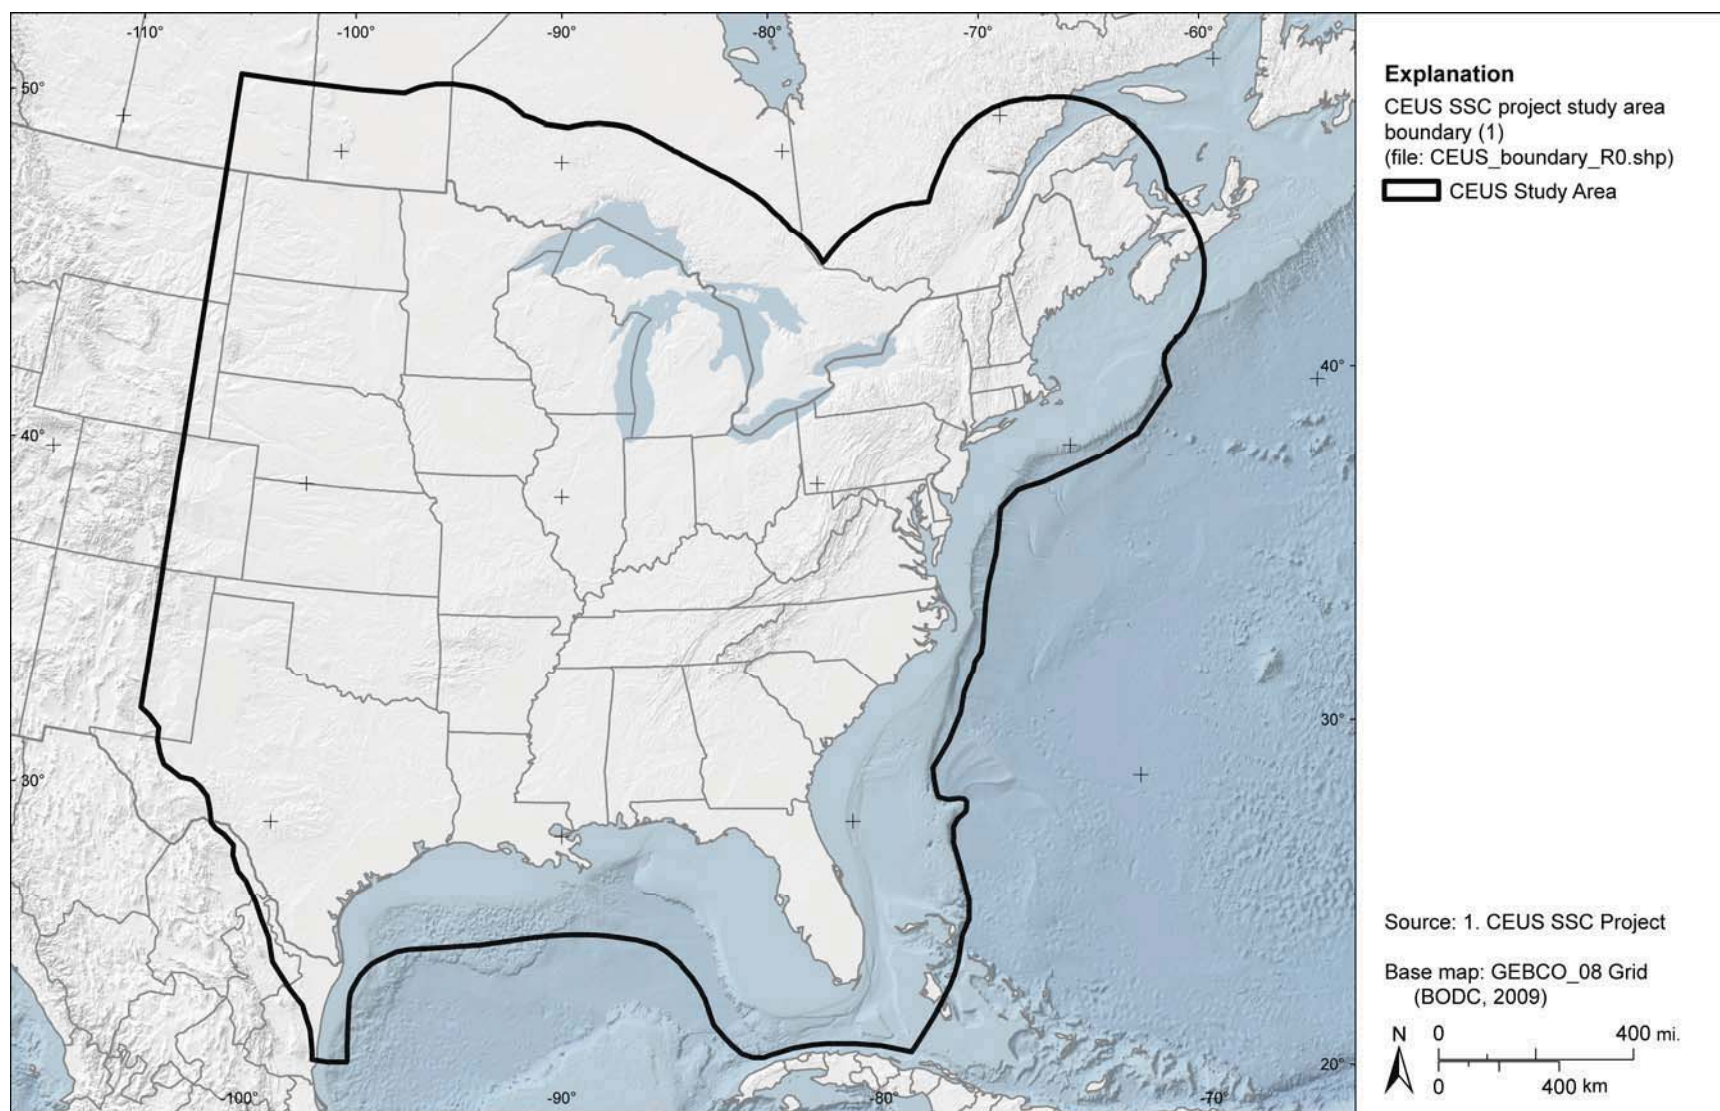 -110° -100° -90° -80° -70° -60°
50°
40°
40°
30°
30°
20°
-100° -90° -80° -70°
Explanation
CEUS SSC project study area
boundary (1)
(file: CEUS_boundary_R0.shp)
CEUS Study Area
Source: 1. CEUS SSC Project
Base map: GEBCO_08 Grid
(BODC, 2009)
N
0 400 mi.
0 400 km